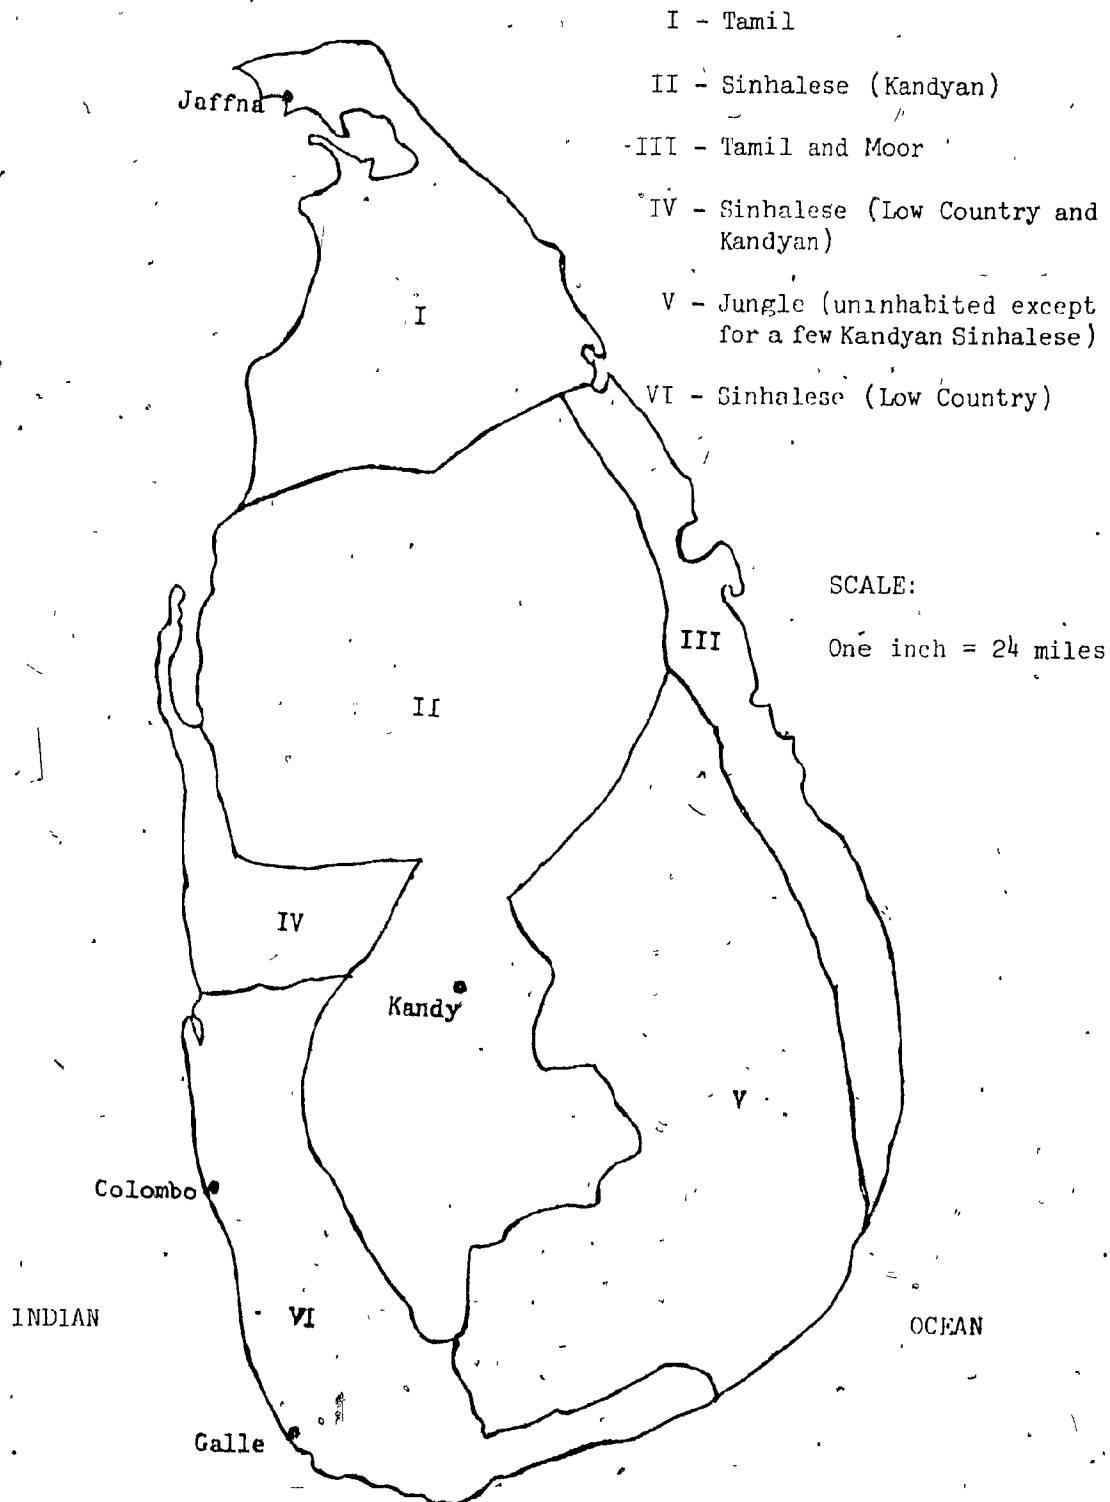 I - Tamil
II - Sinhalese (Kandyan)
III - Tamil and Moor
IV - Sinhalese (Low Country and
Kandyan)
V - Jungle (uninhabited except
for a few Kandyan Sinhalese)
VI - Sinhalese (Low Country)
Jaffna
I
SCALE:
One inch = 24 miles
III
II
IV
Kandy
V
Colombo
INDIAN
VI
OCEAN
Galle